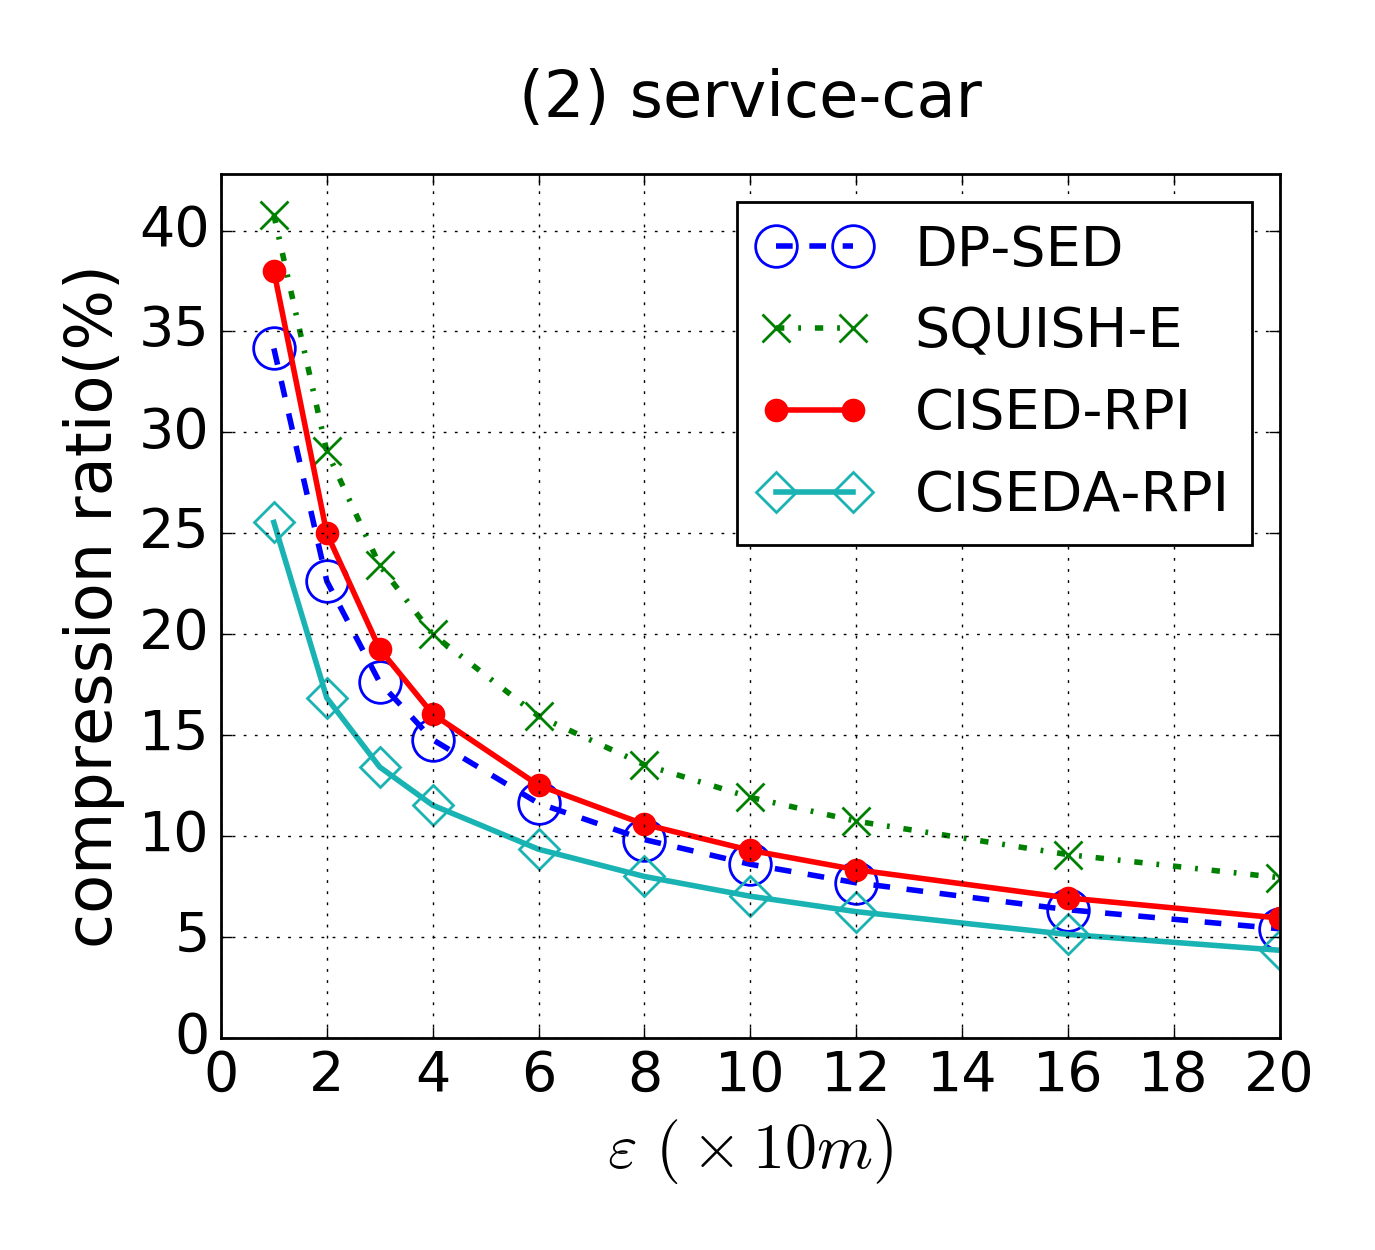 (2) service-car
compression ratio(%)
40
35
30
25
20
15
10
5
0
DP-SED
SQUISH-E
CISED-RPI
CISEDA-RPI
0 2 4 6 8 10 12 14 16 18 20
ε (×10m)